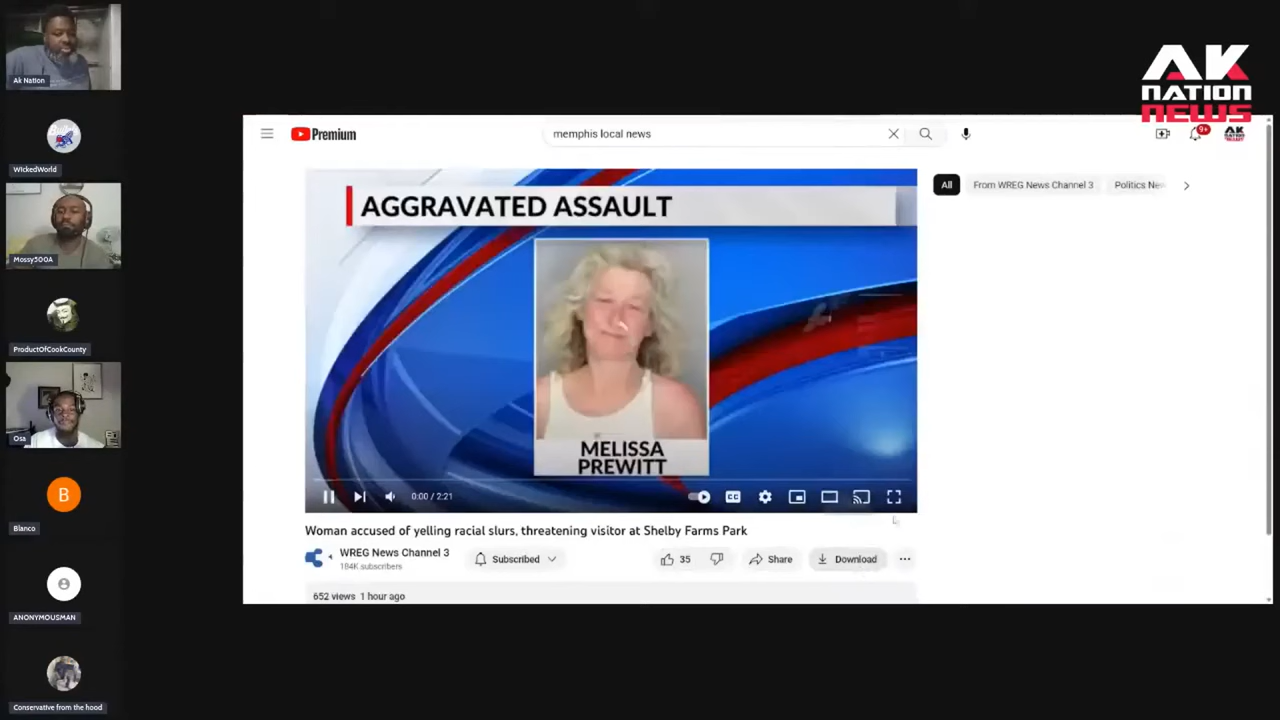 Ak Nation
WickedWorld
Mossy500A
ProductOfCookCounty
Osa
B
Blanco
ANONYMOUSMAN
Conservative from the hood
AK
NATION
NEWS
Premium
memphis local news
9+
AGGRAVATED ASSAULT
MELISSA
PREWITT
0:00 / 2:21
CC
All
From WREG News Channel 3
Politics New
Woman accused of yelling racial slurs, threatening visitor at Shelby Farms Park
WREG News Channel 3
184K subscribers
Subscribed
35
Share
Download
652 views 1 hour ago